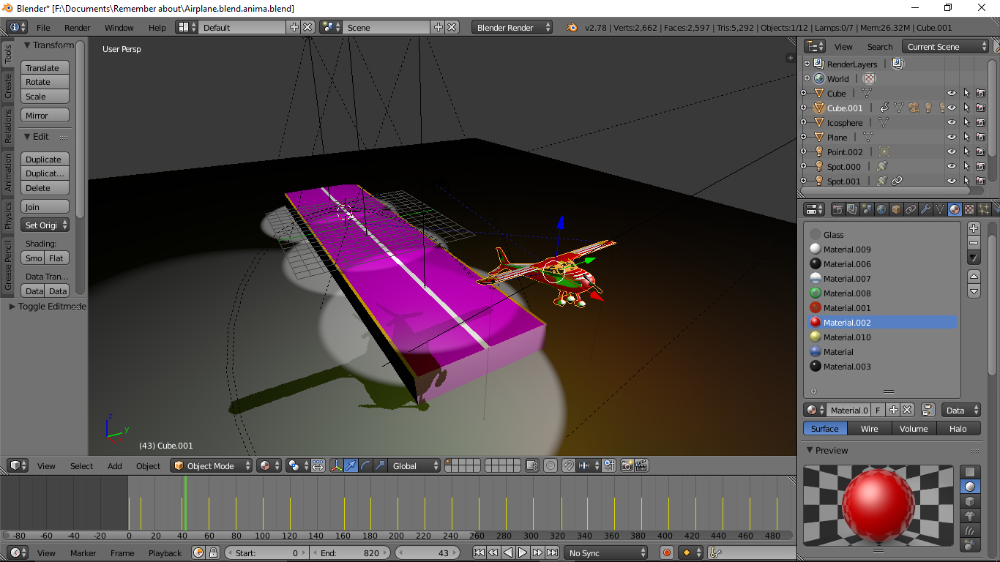 Blender* [F:\Documents\Remember about\Airplane.blend.anima.blend]
File Render Window Help Default Scene Blender Render v2.78 | Verts:2,662 | Faces:2,597 | Tris:5,292 | Objects:1/12 | Lamps:0/7 | Mem:26.32M | Cube.001
Tools
Create
Relations
Animation
Physics
Grease Pencil
Transform
Translate
Rotate
Scale
Mirror
Edit
Duplicate
Duplicat...
Delete
Join
Set Origi
Shading:
Smo Flat
Data Tran...
Data Data
Toggle Editmode
User Persp
z
y
(43) Cube.001
View Select Add Object Object Mode Global
-80 -60 -40 -20 0 20 40 60 80 100 120 140 160 180 200 220 240 260 280 300 320 340 360 380 400 420 440 460 480
View Marker Frame Playback Start: 0 End: 820 43 No Sync
View Search Current Scene
RenderLayers |
World |
Cube |
Cube.001 |
Icosphere |
Plane |
Point.002 |
Spot.000 |
Spot.001 |
Glass
Material.009
Material.006
Material.007
Material.008
Material.001
Material.002
Material.010
Material
Material.003
Material.0 F Data
Surface Wire Volume Halo
Preview